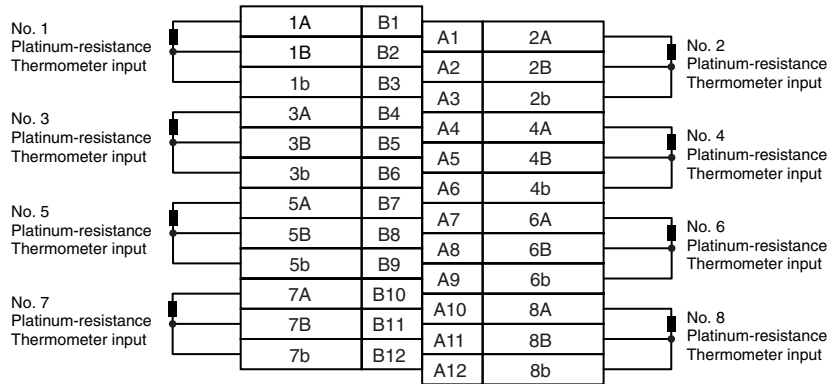 No. 1
Platinum-resistance
Thermometer input
No. 3
Platinum-resistance
Thermometer input
No. 5
Platinum-resistance
Thermometer input
No. 7
Platinum-resistance
Thermometer input
1A B1
1B B2
1b B3
3A B4
3B B5
3b B6
5A B7
5B B8
5b B9
7A B10
7B B11
7b B12
A1 2A
A2 2B
A3 2b
A4 4A
A5 4B
A6 4b
A7 6A
A8 6B
A9 6b
A10 8A
A11 8B
A12 8b
No. 2
Platinum-resistance
Thermometer input
No. 4
Platinum-resistance
Thermometer input
No. 6
Platinum-resistance
Thermometer input
No. 8
Platinum-resistance
Thermometer input